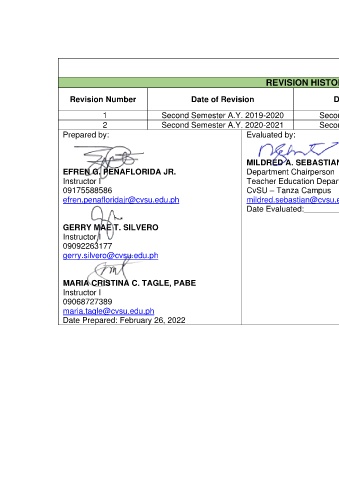 REVISION HISTO
Revision Number Date of Revision D
1 Second Semester A.Y. 2019-2020 Seco
2 Second Semester A.Y. 2020-2021 Seco
Prepared by:
EFREN G. PEÑAFLORIDA JR.
Instructor I
09175588586
efren.penafloridajr@cvsu.edu.ph
GERRY MAE T. SILVERO
Instructor I
09092263177
gerry.silvero@cvsu.edu.ph
MARIA CRISTINA C. TAGLE, PABE
Instructor I
09068727389
maria.tagle@cvsu.edu.ph
Date Prepared: February 26, 2022
Evaluated by:
MILDRED A. SEBASTIAN
Department Chairperson
Teacher Education Depar
CvSU – Tanza Campus
mildred.sebastian@cvsu.e
Date Evaluated: